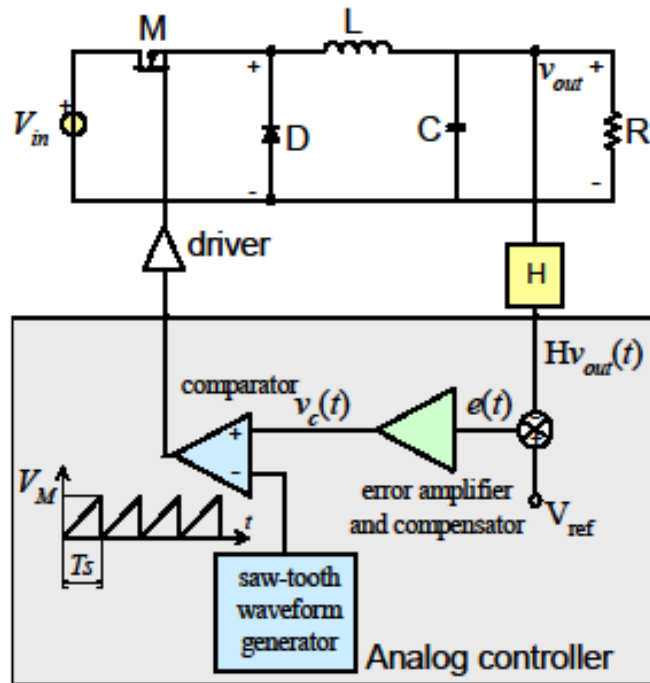 M
L
+
+
+
V_in
D
C
v_out
R
-
-
driver
H
Hv_out(t)
comparator
v_c(t)
e(t)
-
+
+
-
V_M
t
Ts
error amplifier
and compensator
V_ref
saw-tooth
waveform
generator
Analog controller